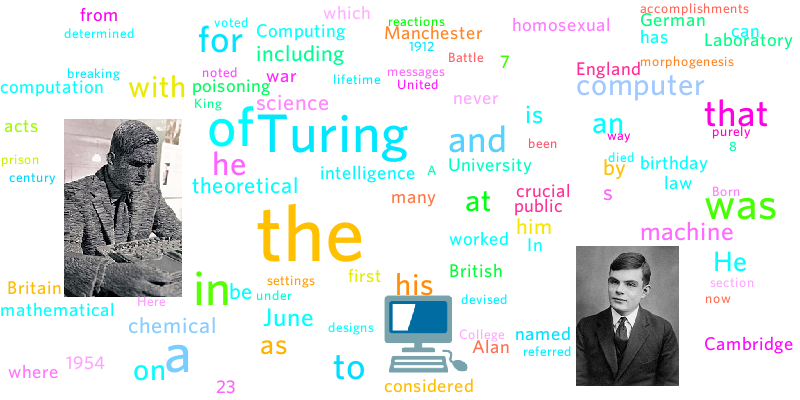 from
which
accomplishments
determined
voted
reactions
homosexual
German
for
Computing
Manchester
has
can
1912
Laboratory
including
Battle
7
morphogenesis
breaking
noted
war
lifetime
messages
England
computation
with
poisoning
United
computer
King
science
never
that
acts
of
Turing
is
an
way
purely
and
been
8
prison
he
died
century
theoretical
intelligence
A
University
by
birthday
law
many
at
crucial
s
Born
public
was
the
him
machine
worked
In
He
Britain
in
settings
first
his
British
section
be
under
now
mathematical
Here
devised
chemical
June
designs
College
named
a
as
Alan
referred
Cambridge
where
1954
on
to
23
considered